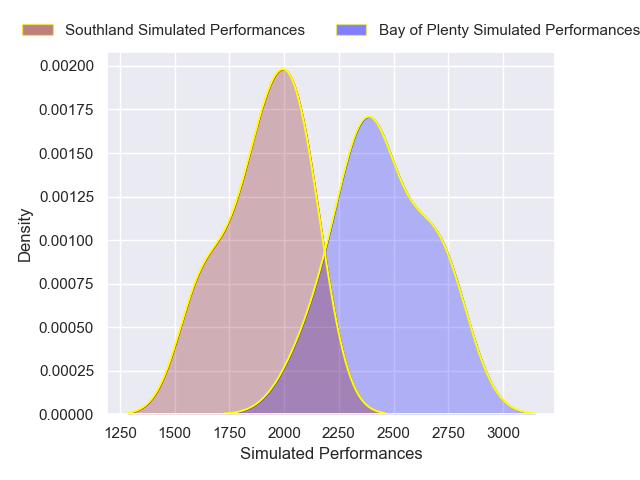 Southland Simulated Performances
Bay of Plenty Simulated Performances
0.00200
0.00175
0.00150
0.00125
0.00100
0.00075
0.00050
0.00025
0.00000
Density
1250 1500 1750 2000 2250 2500 2750 3000
Simulated Performances